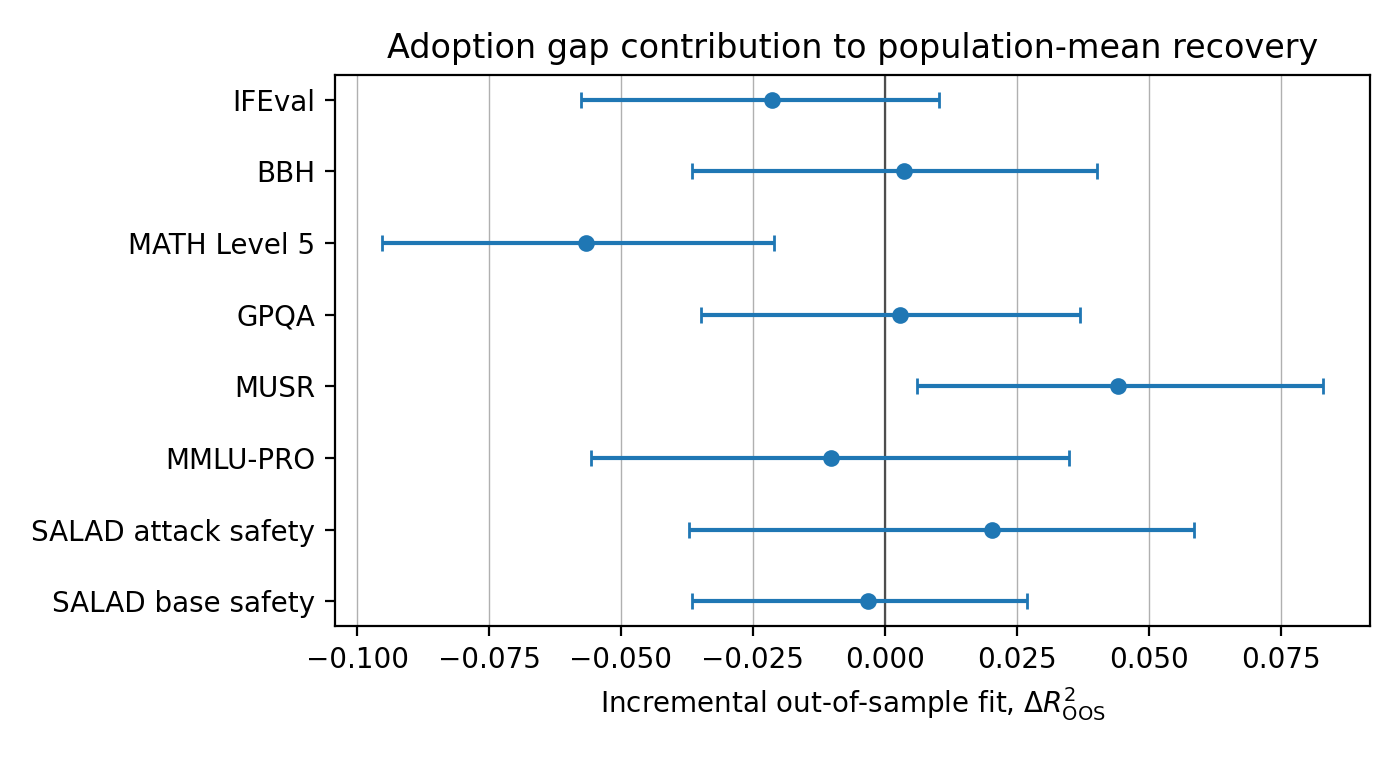 Adoption gap contribution to population-mean recovery
IFEval
BBH
MATH Level 5
GPQA
MUSR
MMLU-PRO
SALAD attack safety
SALAD base safety
−0.100 −0.075 −0.050 −0.025 0.000 0.025 0.050 0.075
Incremental out-of-sample fit, ΔR²_OOS